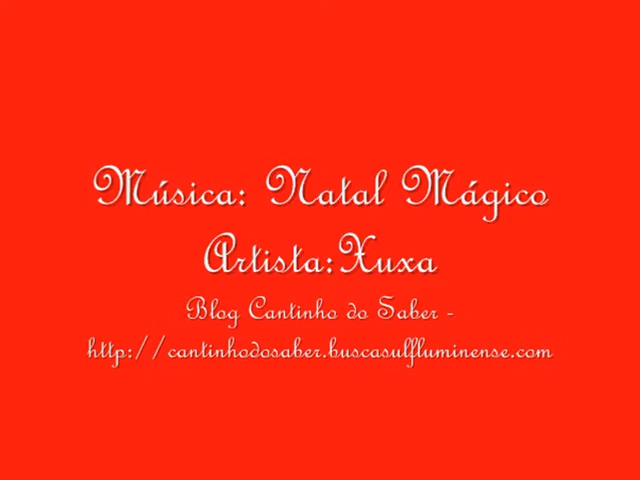 Música: Natal Mágico
Artista:Xuxa
Blog Cantinho do Saber -
http://cantinhodosaber.buscasulfluminense.com